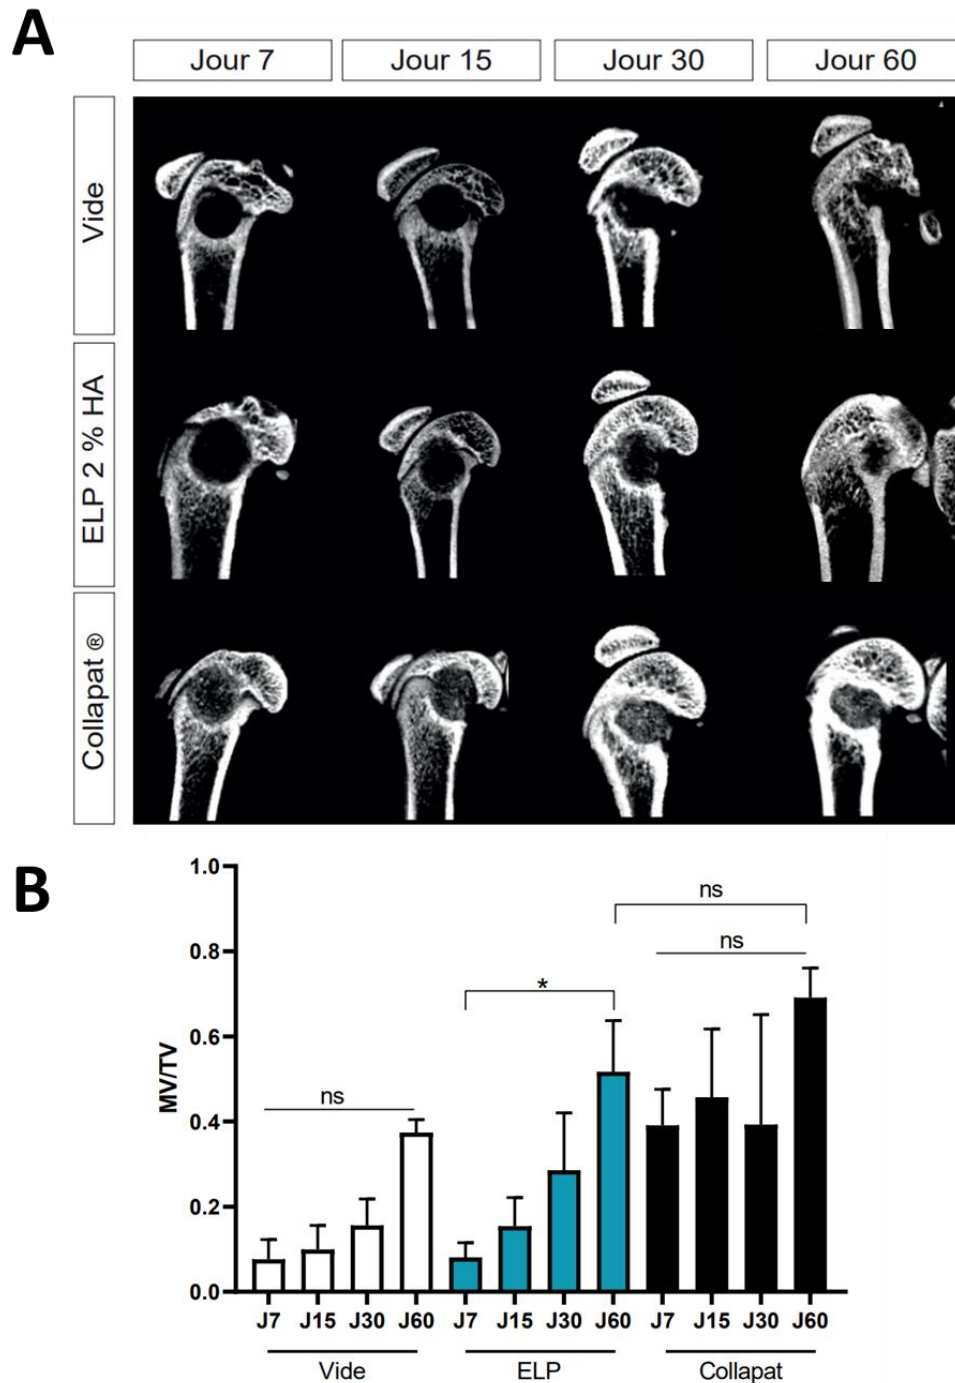 A
Jour 7 Jour 15 Jour 30 Jour 60
Vide
ELP 2 % HA
Collapat ®
B
MV/TV
1.0
0.8
0.6
0.4
0.2
0.0
ns
*
ns
ns
J7 J15 J30 J60 J7 J15 J30 J60 J7 J15 J30 J60
Vide ELP Collapat